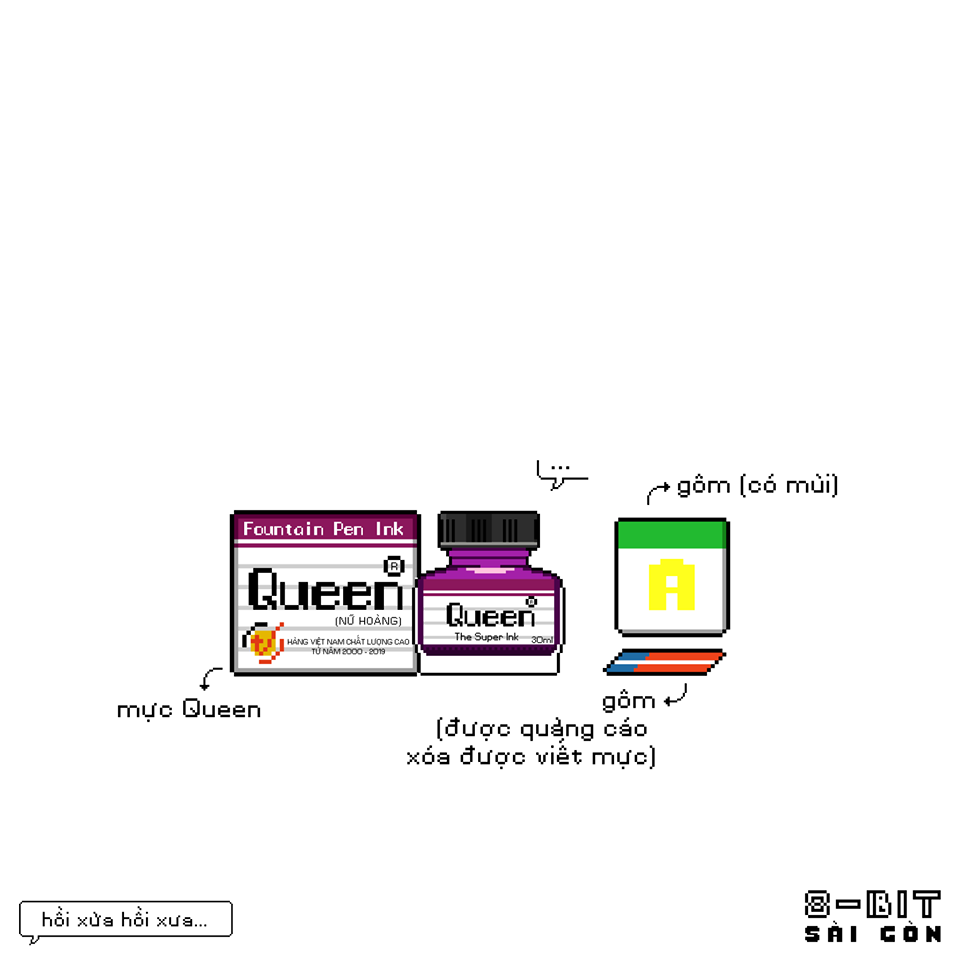 ...
gôm (có mùi)
Fountain Pen Ink
Queen®
(NỮ HOÀNG)
HÀNG VIỆT NAM CHẤT LƯỢNG CAO
TỪ NĂM 2000 - 2019
Queen®
The Super Ink
30ml
A
mực Queen
gôm
(được quảng cáo
xóa được viết mực)
hồi xửa hồi xưa...
8-BIT
SÀI GÒN